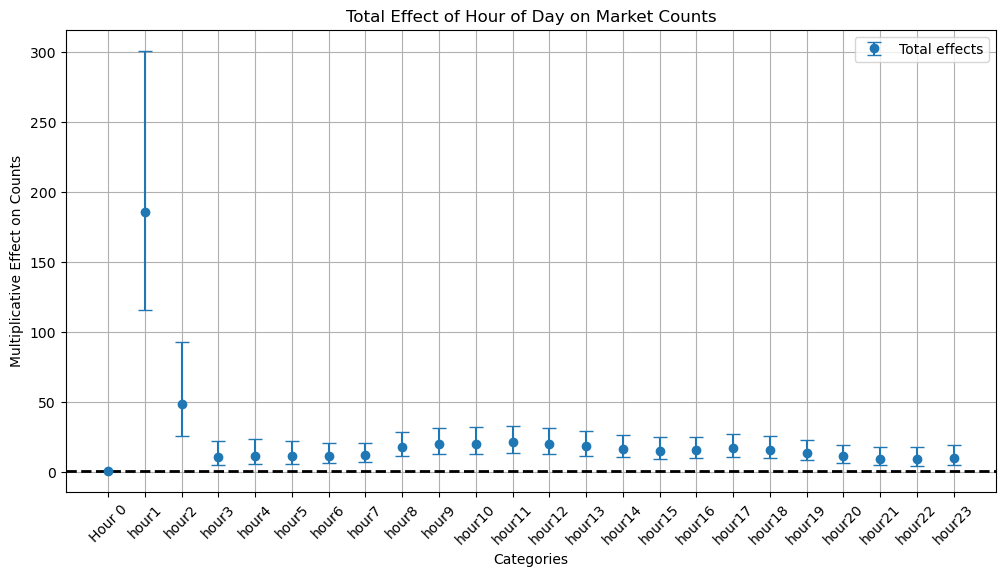 Total Effect of Hour of Day on Market Counts
Total effects
Multiplicative Effect on Counts
300
250
200
150
100
50
0
Hour 0
hour1
hour2
hour3
hour4
hour5
hour6
hour7
hour8
hour9
hour10
hour11
hour12
hour13
hour14
hour15
hour16
hour17
hour18
hour19
hour20
hour21
hour22
hour23
Categories